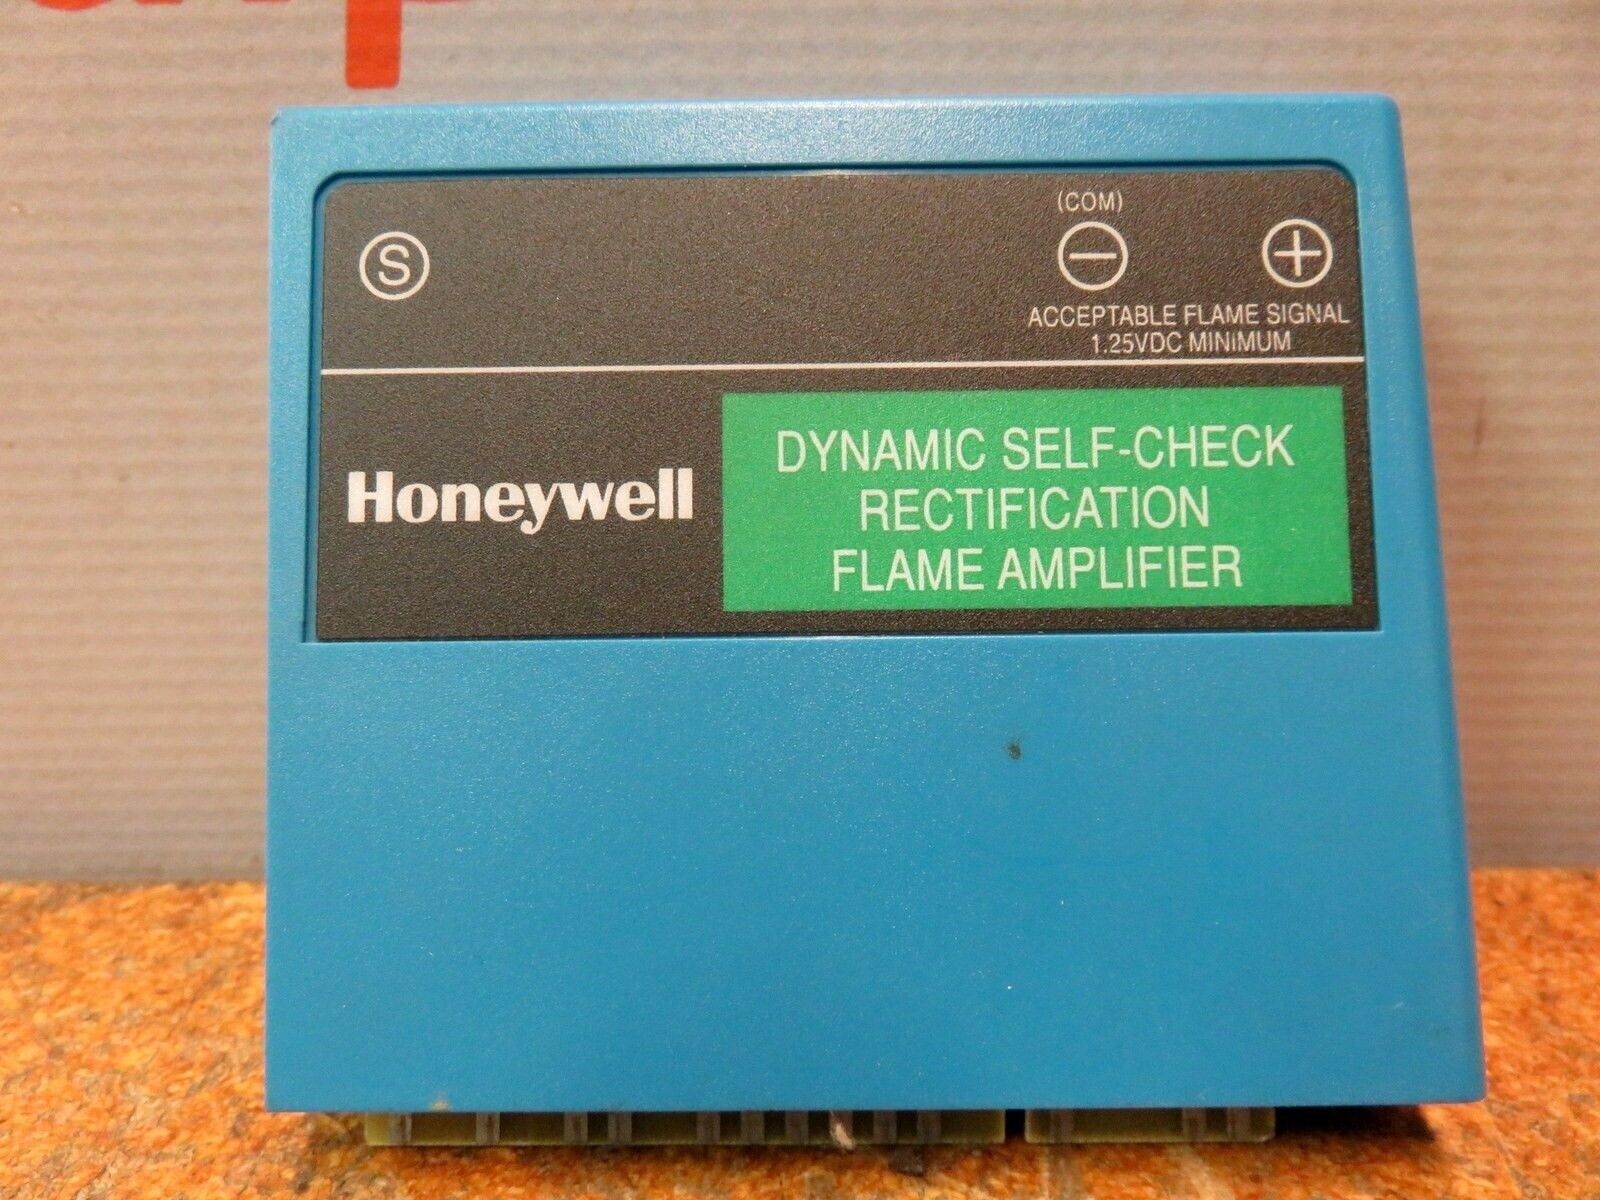 S
(COM)
− +
ACCEPTABLE FLAME SIGNAL
1.25VDC MINIMUM
Honeywell
DYNAMIC SELF-CHECK
RECTIFICATION
FLAME AMPLIFIER